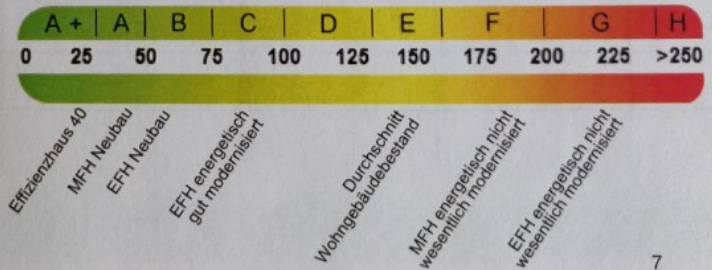 A+ | A | B | C | D | E | F | G | H
0 25 50 75 100 125 150 175 200 225 >250
Effizienzhaus 40
MFH Neubau
EFH Neubau
EFH energetisch
gut modernisiert
Durchschnitt
Wohngebäudebestand
MFH energetisch nicht
wesentlich modernisiert
EFH energetisch nicht
wesentlich modernisiert
7